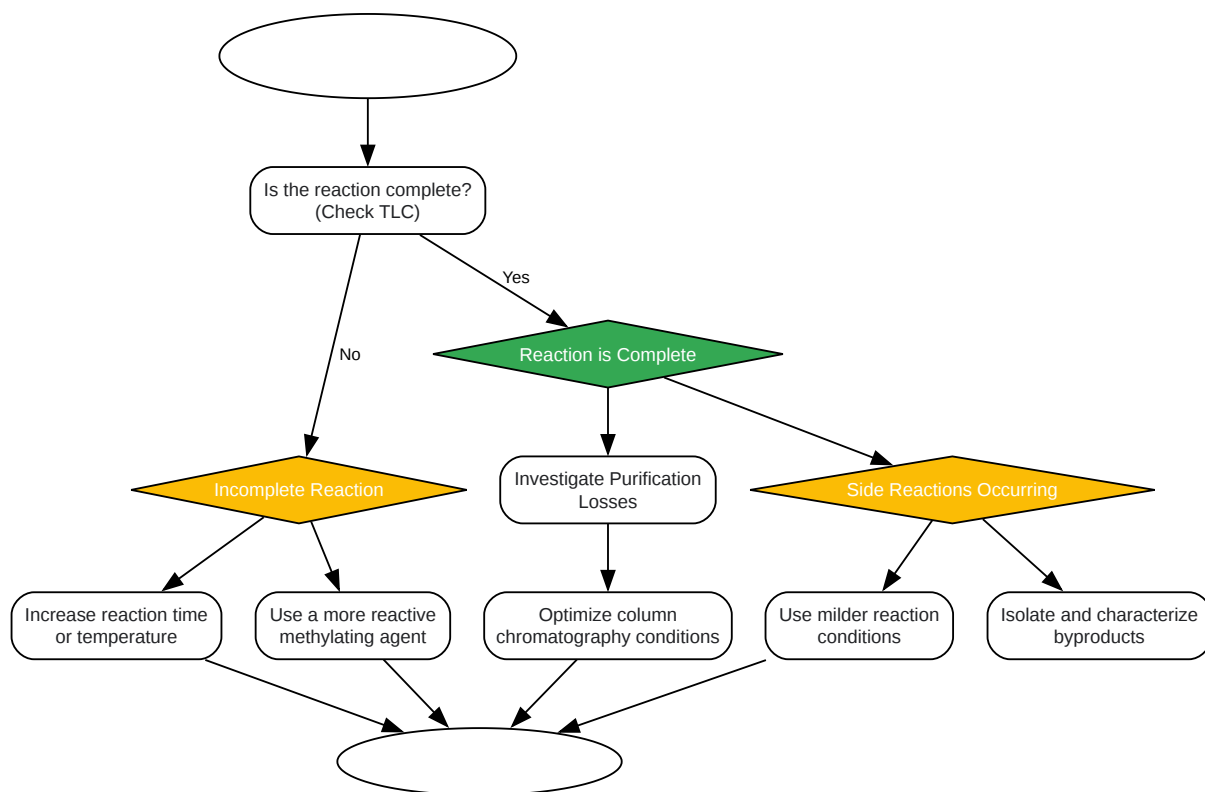 Is the reaction complete?
(Check TLC)
Yes
No
Reaction is Complete
Incomplete Reaction
Investigate Purification
Losses
Side Reactions Occurring
Increase reaction time
or temperature
Use a more reactive
methylating agent
Optimize column
chromatography conditions
Use milder reaction
conditions
Isolate and characterize
byproducts